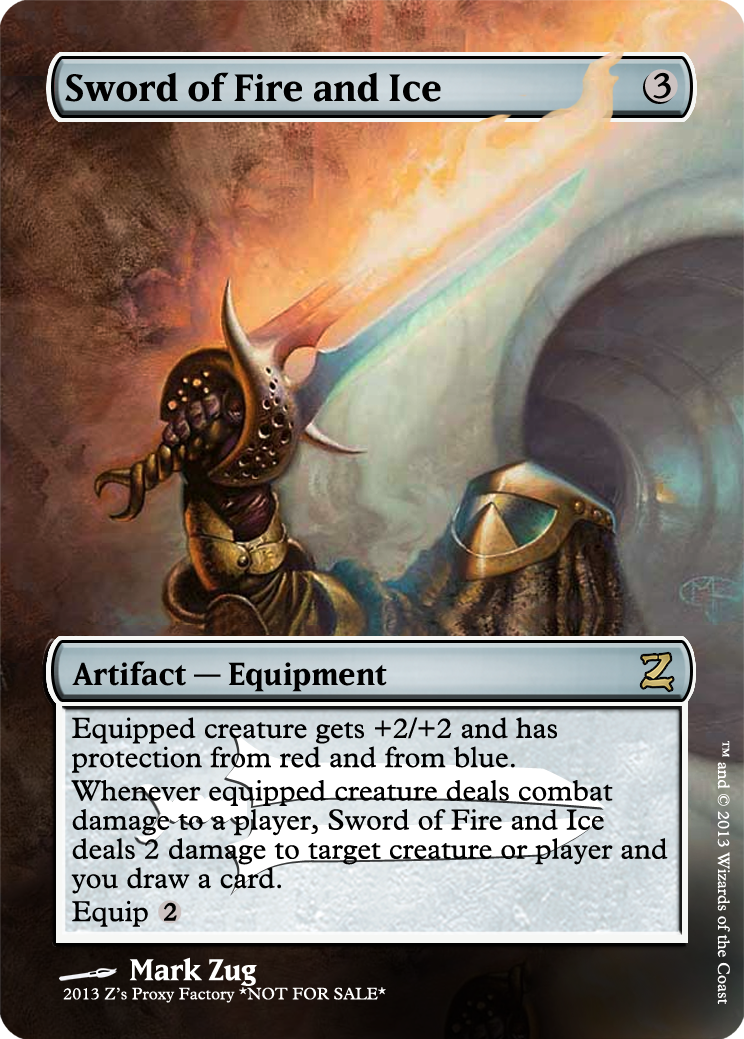 Sword of Fire and Ice 3
Artifact — Equipment Z
Equipped creature gets +2/+2 and has
protection from red and from blue.
Whenever equipped creature deals combat
damage to a player, Sword of Fire and Ice
deals 2 damage to target creature or player and
you draw a card.
Equip 2
Mark Zug
2013 Z's Proxy Factory *NOT FOR SALE*
™ and © 2013 Wizards of the Coast